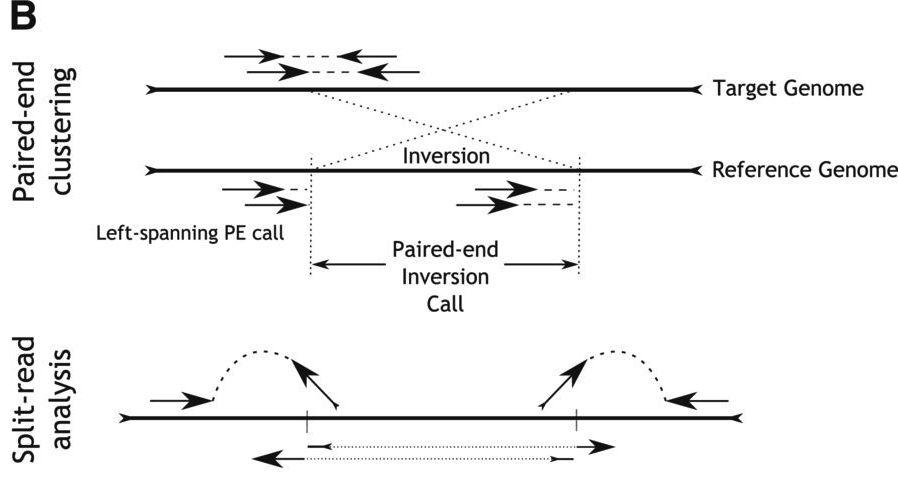 B
Paired-end
clustering
Target Genome
Inversion
Reference Genome
Left-spanning PE call
Paired-end
Inversion
Call
Split-read
analysis